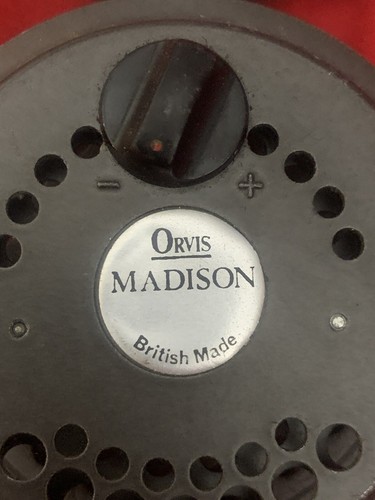 - +
ORVIS
MADISON
British Made